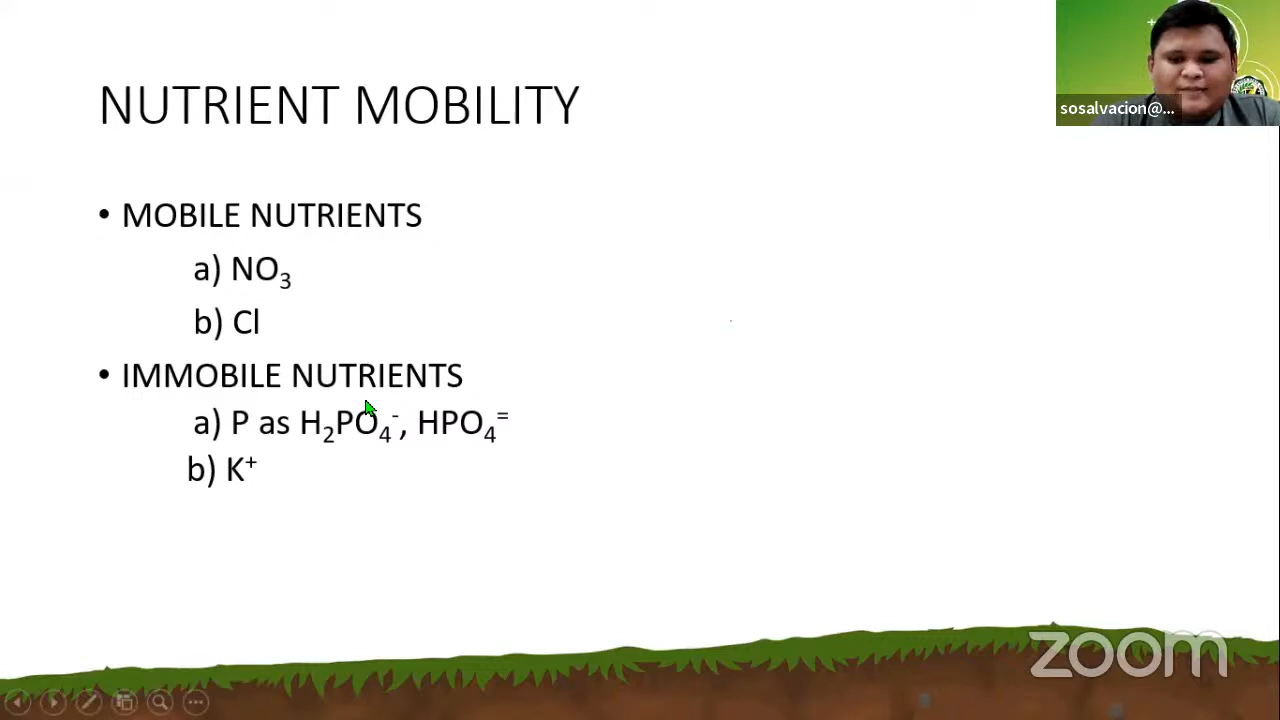 NUTRIENT MOBILITY
sosalvacion@...
• MOBILE NUTRIENTS
a) NO₃
b) Cl
• IMMOBILE NUTRIENTS
a) P as H₂PO₄⁻, HPO₄⁼
b) K⁺
zoom